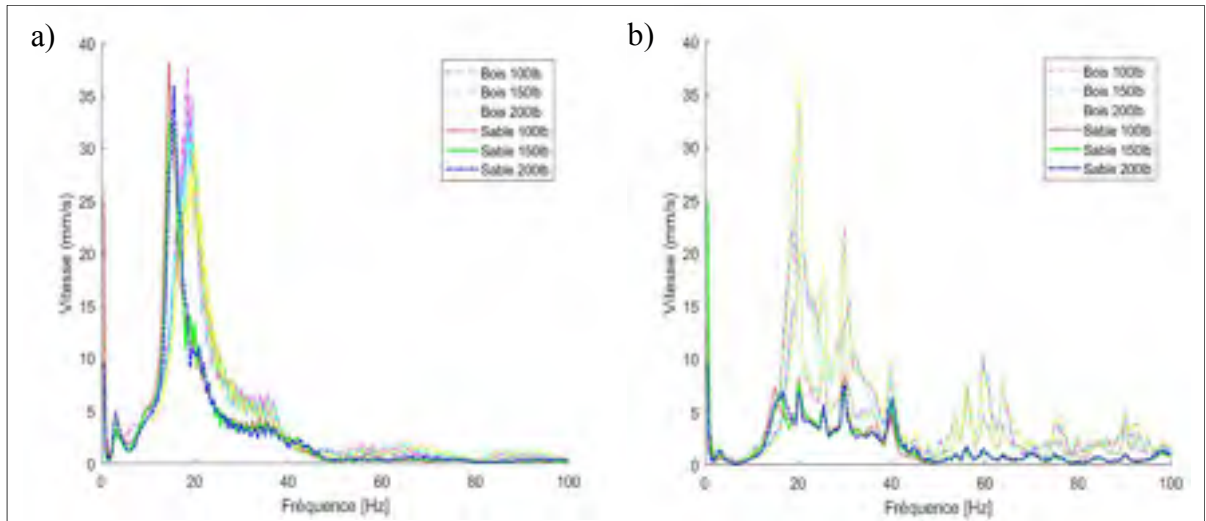 a)
40
35
30
25
20
15
10
5
0
Vitesse (mm/s)
0 20 40 60 80 100
Fréquence [Hz]
Bois 100lb
Bois 150lb
Bois 200lb
Sable 100lb
Sable 150lb
Sable 200lb
b)
40
35
30
25
20
15
10
5
0
Vitesse (mm/s)
0 20 40 60 80 100
Fréquence [Hz]
Bois 100lb
Bois 150lb
Bois 200lb
Sable 100lb
Sable 150lb
Sable 200lb